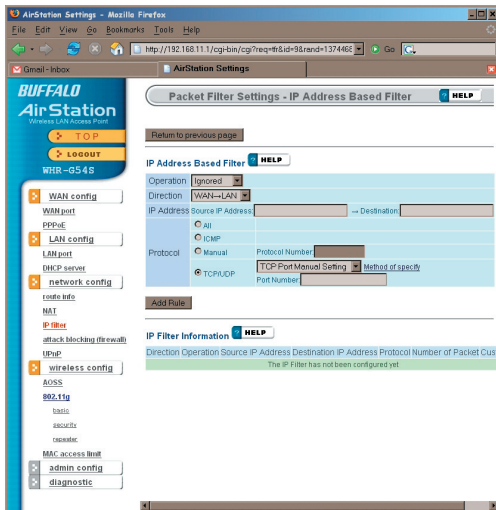 AirStation Settings - Mozilla Firefox
File Edit View Go Bookmarks Tools Help
http://192.168.11.1/cgi-bin/cgi?req=tfr&id=9&rand=1374468
Go
Gmail - Inbox
AirStation Settings
BUFFALO
AirStation
Wireless LAN Access Point
TOP
LOGOUT
WHR-G54S
WAN config
WAN port
PPPoE
LAN config
LAN port
DHCP server
network config
route info
NAT
IP filter
attack blocking (firewall)
UPnP
wireless config
AOSS
802.11g
basic
security
repeater
MAC access limit
admin config
diagnostic
Packet Filter Settings - IP Address Based Filter
HELP
Return to previous page
IP Address Based Filter HELP
Operation Ignored
Direction WAN→LAN
IP Address Source IP Address: → Destination:
Protocol
All
ICMP
Manual Protocol Number:
TCP/UDP TCP Port Manual Setting Method of specify
Port Number:
Add Rule
IP Filter Information HELP
Direction Operation Source IP Address Destination IP Address Protocol Number of Packet Cus
The IP Filter has not been configured yet